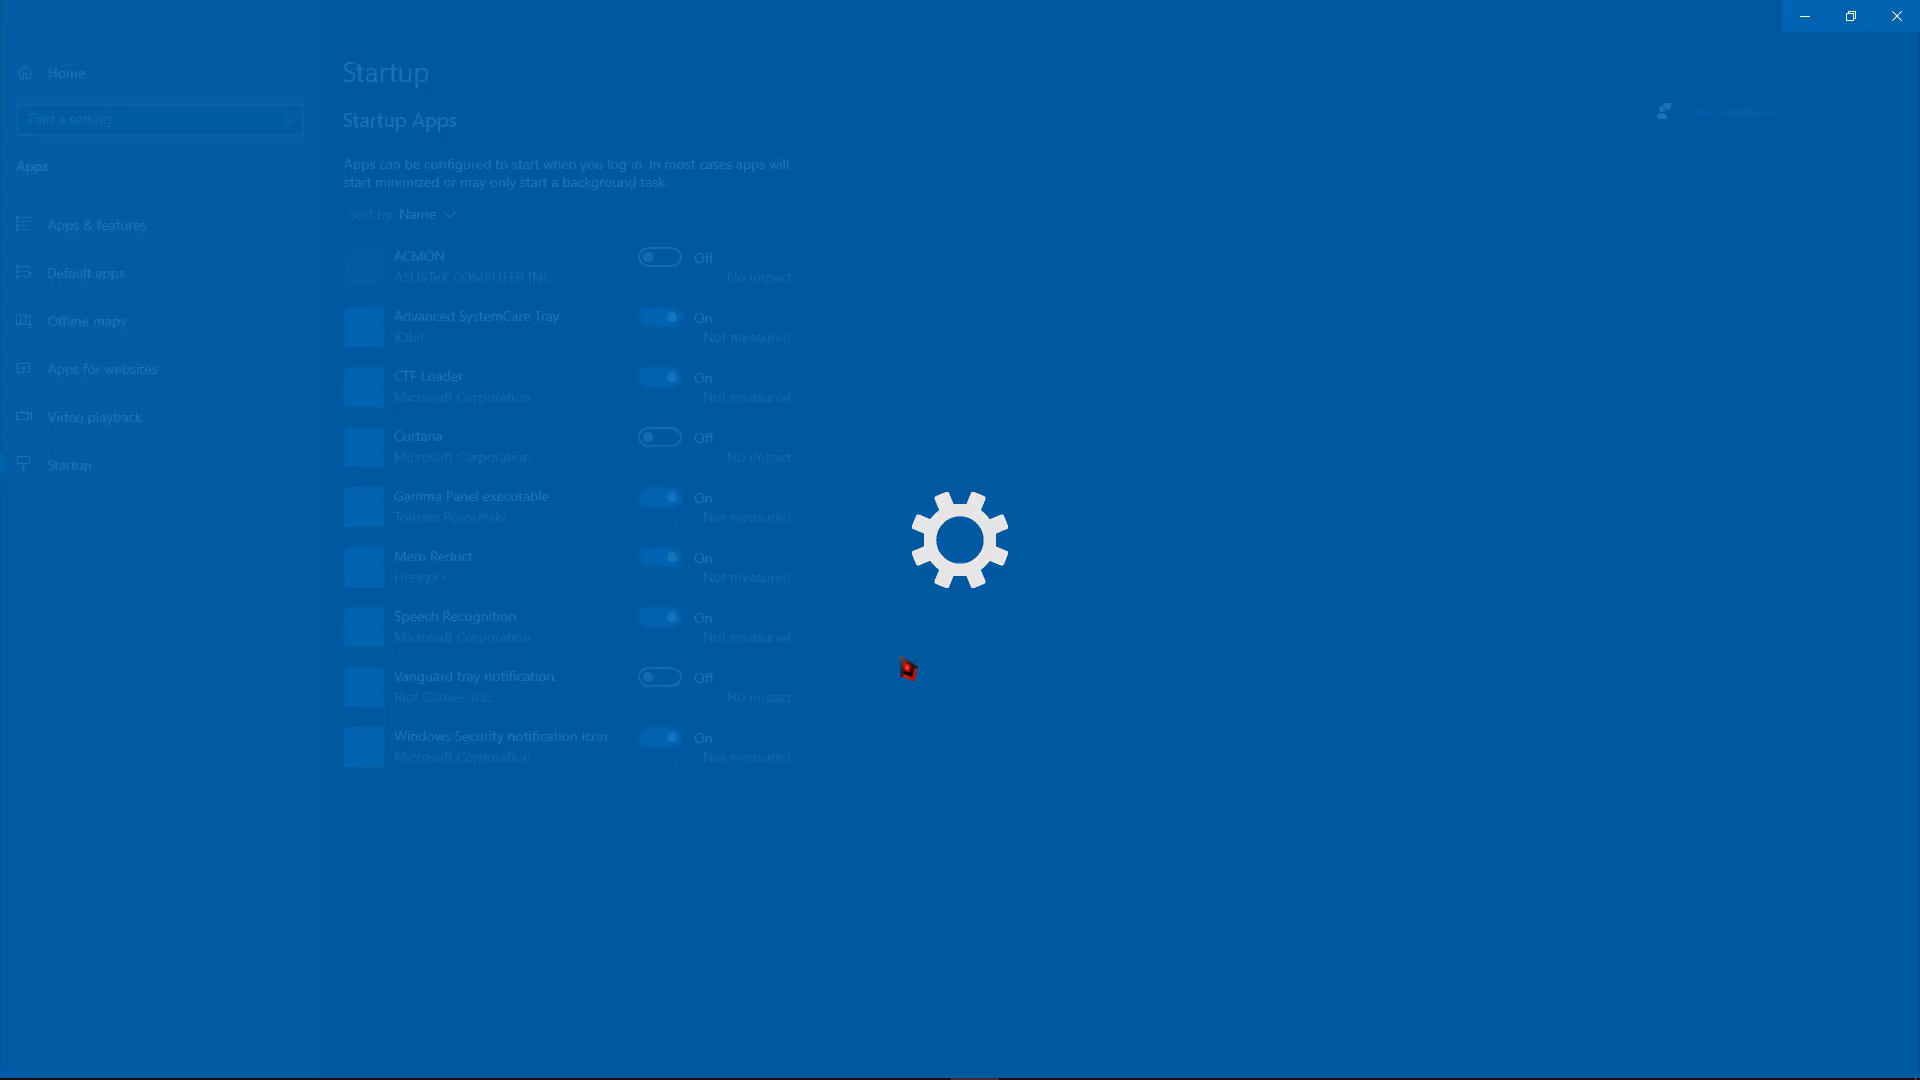 Home
Find a setting
Apps
Apps & features
Default apps
Offline maps
Apps for websites
Video playback
Startup
Startup
Startup Apps
Apps can be configured to start when you log in. In most cases apps will
start minimized or may only start a background task.
Sort by: Name
ACMON
Off
ASUSTeK COMPUTER INC.
No impact
Advanced SystemCare Tray
On
IObit
Not measured
CTF Loader
On
Microsoft Corporation
Not measured
Cortana
Off
Microsoft Corporation
No impact
Gamma Panel executable
On
Tomasz Porosiński
Not measured
Mem Reduct
On
Henry++
Not measured
Speech Recognition
On
Microsoft Corporation
Not measured
Vanguard tray notification.
Off
Riot Games, Inc.
No impact
Windows Security notification icon
On
Microsoft Corporation
Not measured
Give feedback